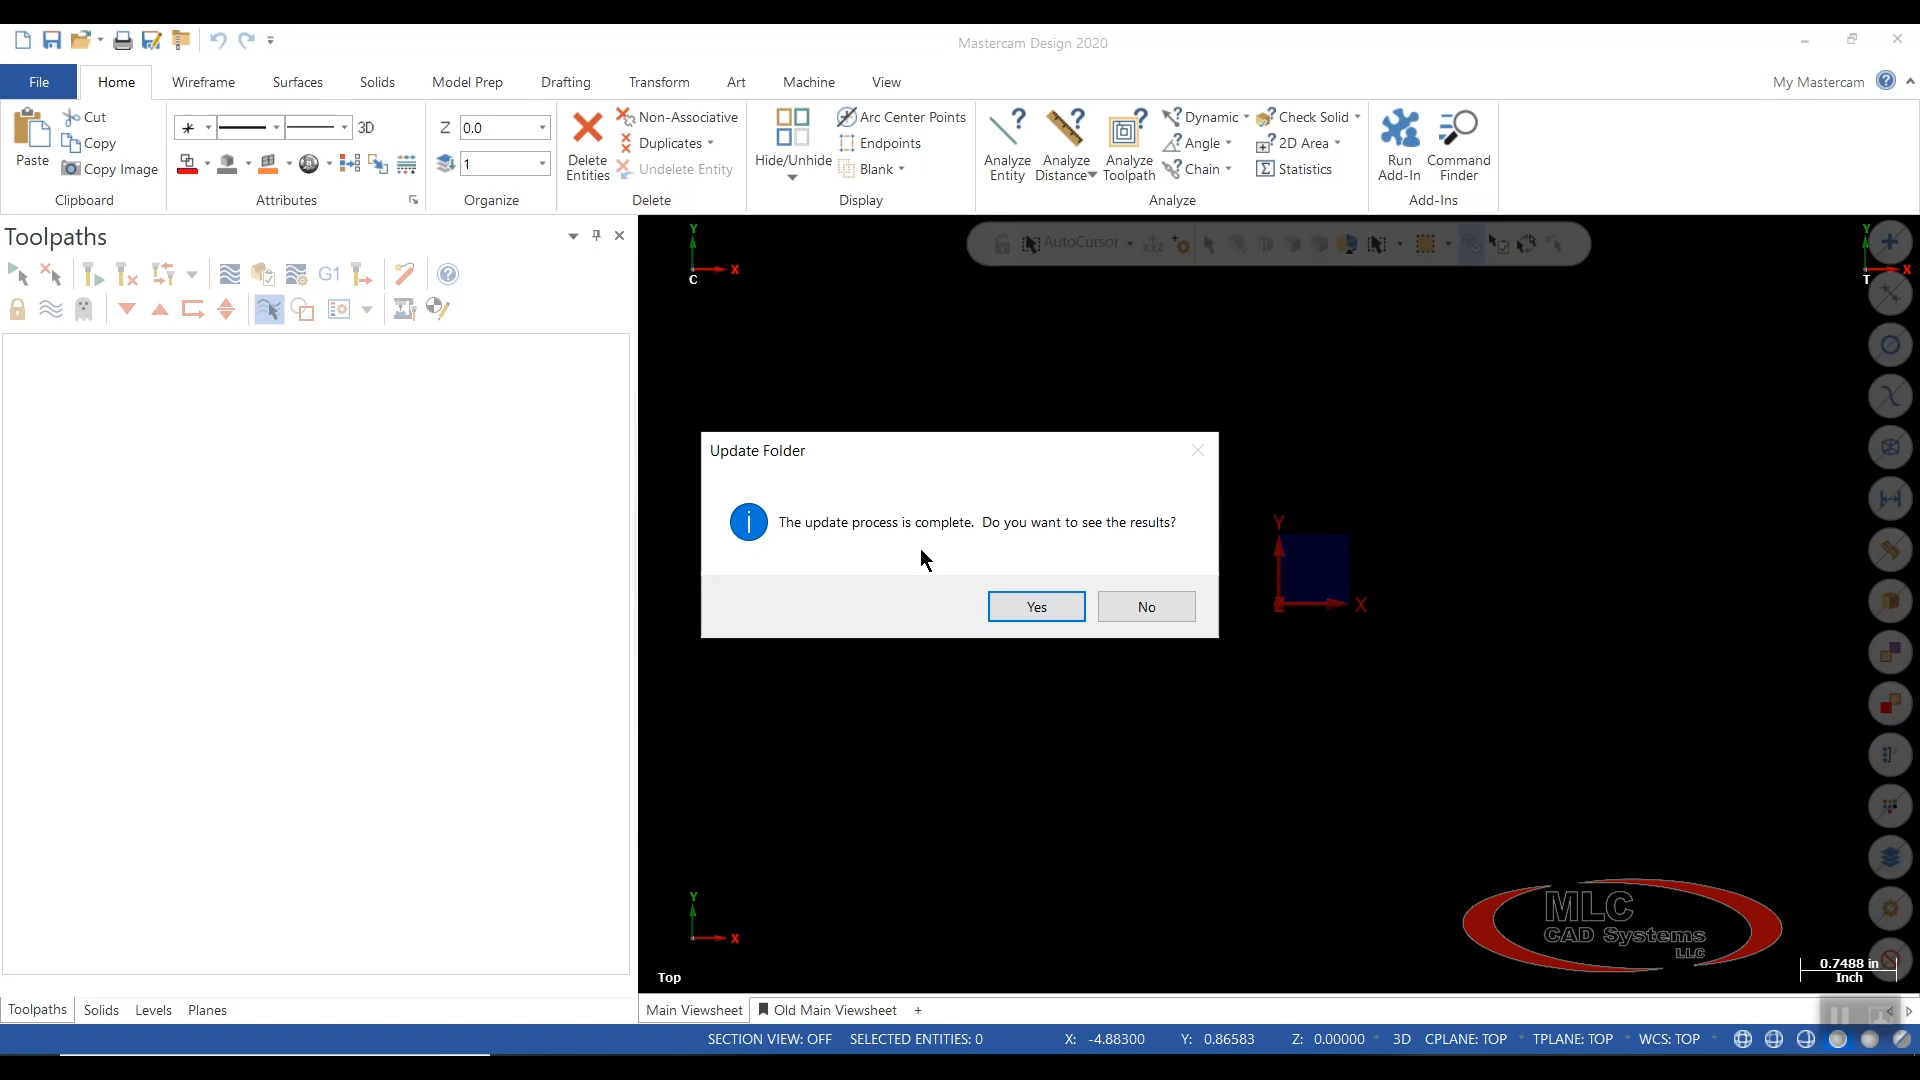 Mastercam Design 2020
File Home Wireframe Surfaces Solids Model Prep Drafting Transform Art Machine View My Mastercam
Paste
Cut
Copy
Copy Image
Clipboard
3D
Attributes
Z 0.0
1
Organize
Delete Entities
Non-Associative
Duplicates
Undelete Entity
Delete
Hide/Unhide
Arc Center Points
Endpoints
Blank
Display
Analyze Entity
Analyze Distance
Analyze Toolpath
Dynamic
Angle
Chain
Check Solid
2D Area
Statistics
Analyze
Run Add-In
Command Finder
Add-Ins
Toolpaths
G1
AutoCursor
Y
X
C
Y
X
T
Update Folder
The update process is complete. Do you want to see the results?
Yes No
Y
X
Z
Y
X
Top
MLC
CAD Systems
LLC
0.7488 in
Inch
Toolpaths Solids Levels Planes
Main Viewsheet Old Main Viewsheet +
SECTION VIEW: OFF SELECTED ENTITIES: 0 X: -4.88300 Y: 0.86583 Z: 0.00000 3D CPLANE: TOP TPLANE: TOP WCS: TOP